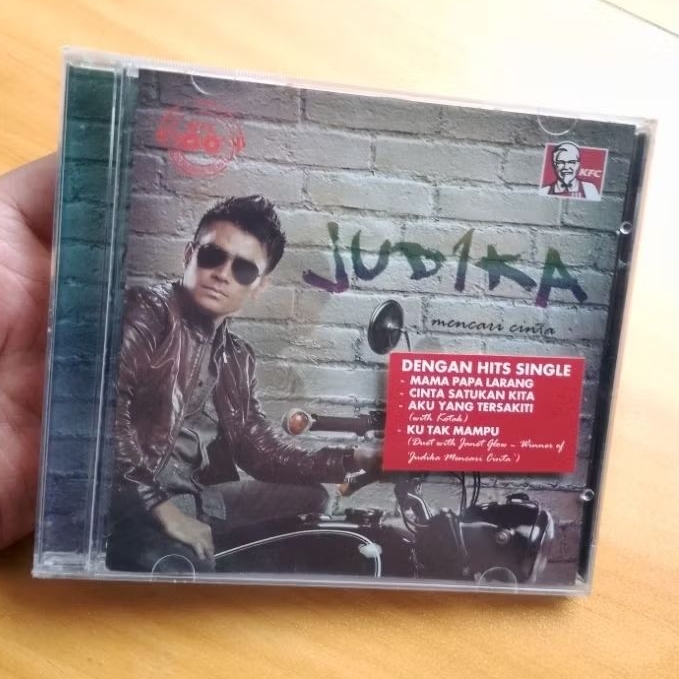 KFC
JUDIKA
mencari cinta
DENGAN HITS SINGLE
- MAMA PAPA LARANG
- CINTA SATUKAN KITA
- AKU YANG TERSAKITI
(with Kotak)
- KU TAK MAMPU
(Duet with Janet Glow - Winner of
'Judika Mencari Cinta')